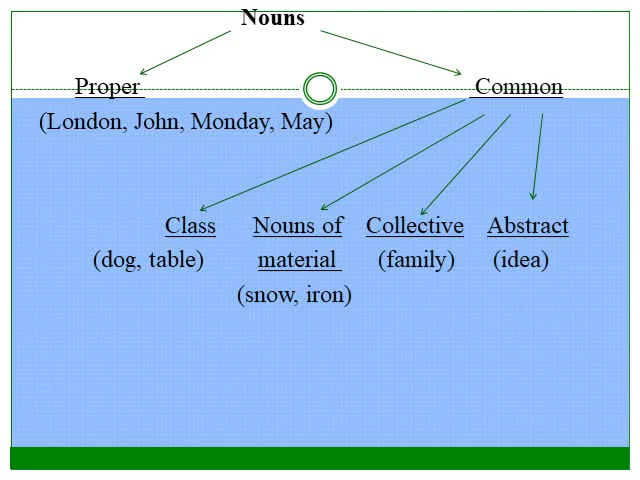 Nouns
Proper Common
(London, John, Monday, May)
Class Nouns of Collective Abstract
(dog, table) material (family) (idea)
(snow, iron)